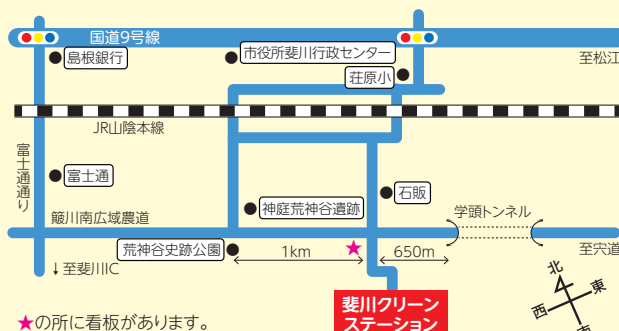 国道9号線
島根銀行
市役所斐川行政センター
荘原小
至松江
JR山陰本線
富士通通り
富士通
石販
神庭荒神谷遺跡
学頭トンネル
簸川南広域農道
荒神谷史跡公園
1km
★
650m
至宍道
↓至斐川IC
北
東
西
南
斐川クリーン
ステーション
★の所に看板があります。